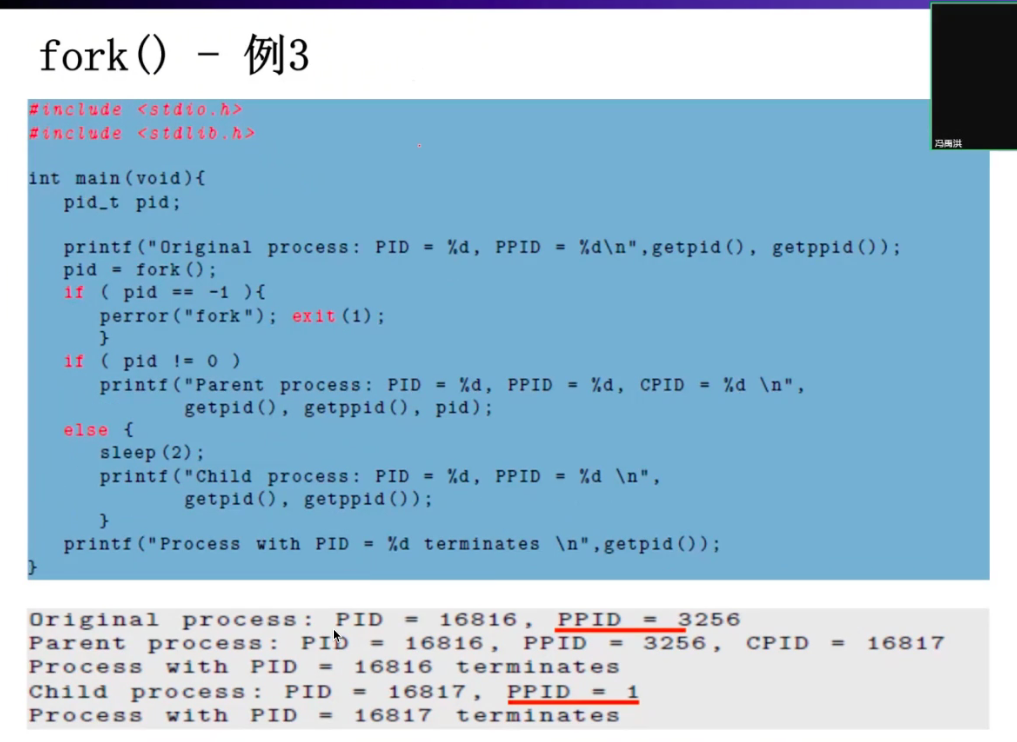 fork() - 例3
冯禹洪
#include <stdio.h>
#include <stdlib.h>
int main(void){
pid_t pid;
printf("Original process: PID = %d, PPID = %d\n",getpid(), getppid());
pid = fork();
if ( pid == -1 ){
perror("fork"); exit(1);
}
if ( pid != 0 )
printf("Parent process: PID = %d, PPID = %d, CPID = %d \n",
getpid(), getppid(), pid);
else {
sleep(2);
printf("Child process: PID = %d, PPID = %d \n",
getpid(), getppid());
}
printf("Process with PID = %d terminates \n",getpid());
}
Original process: PID = 16816, PPID = 3256
Parent process: PID = 16816, PPID = 3256, CPID = 16817
Process with PID = 16816 terminates
Child process: PID = 16817, PPID = 1
Process with PID = 16817 terminates